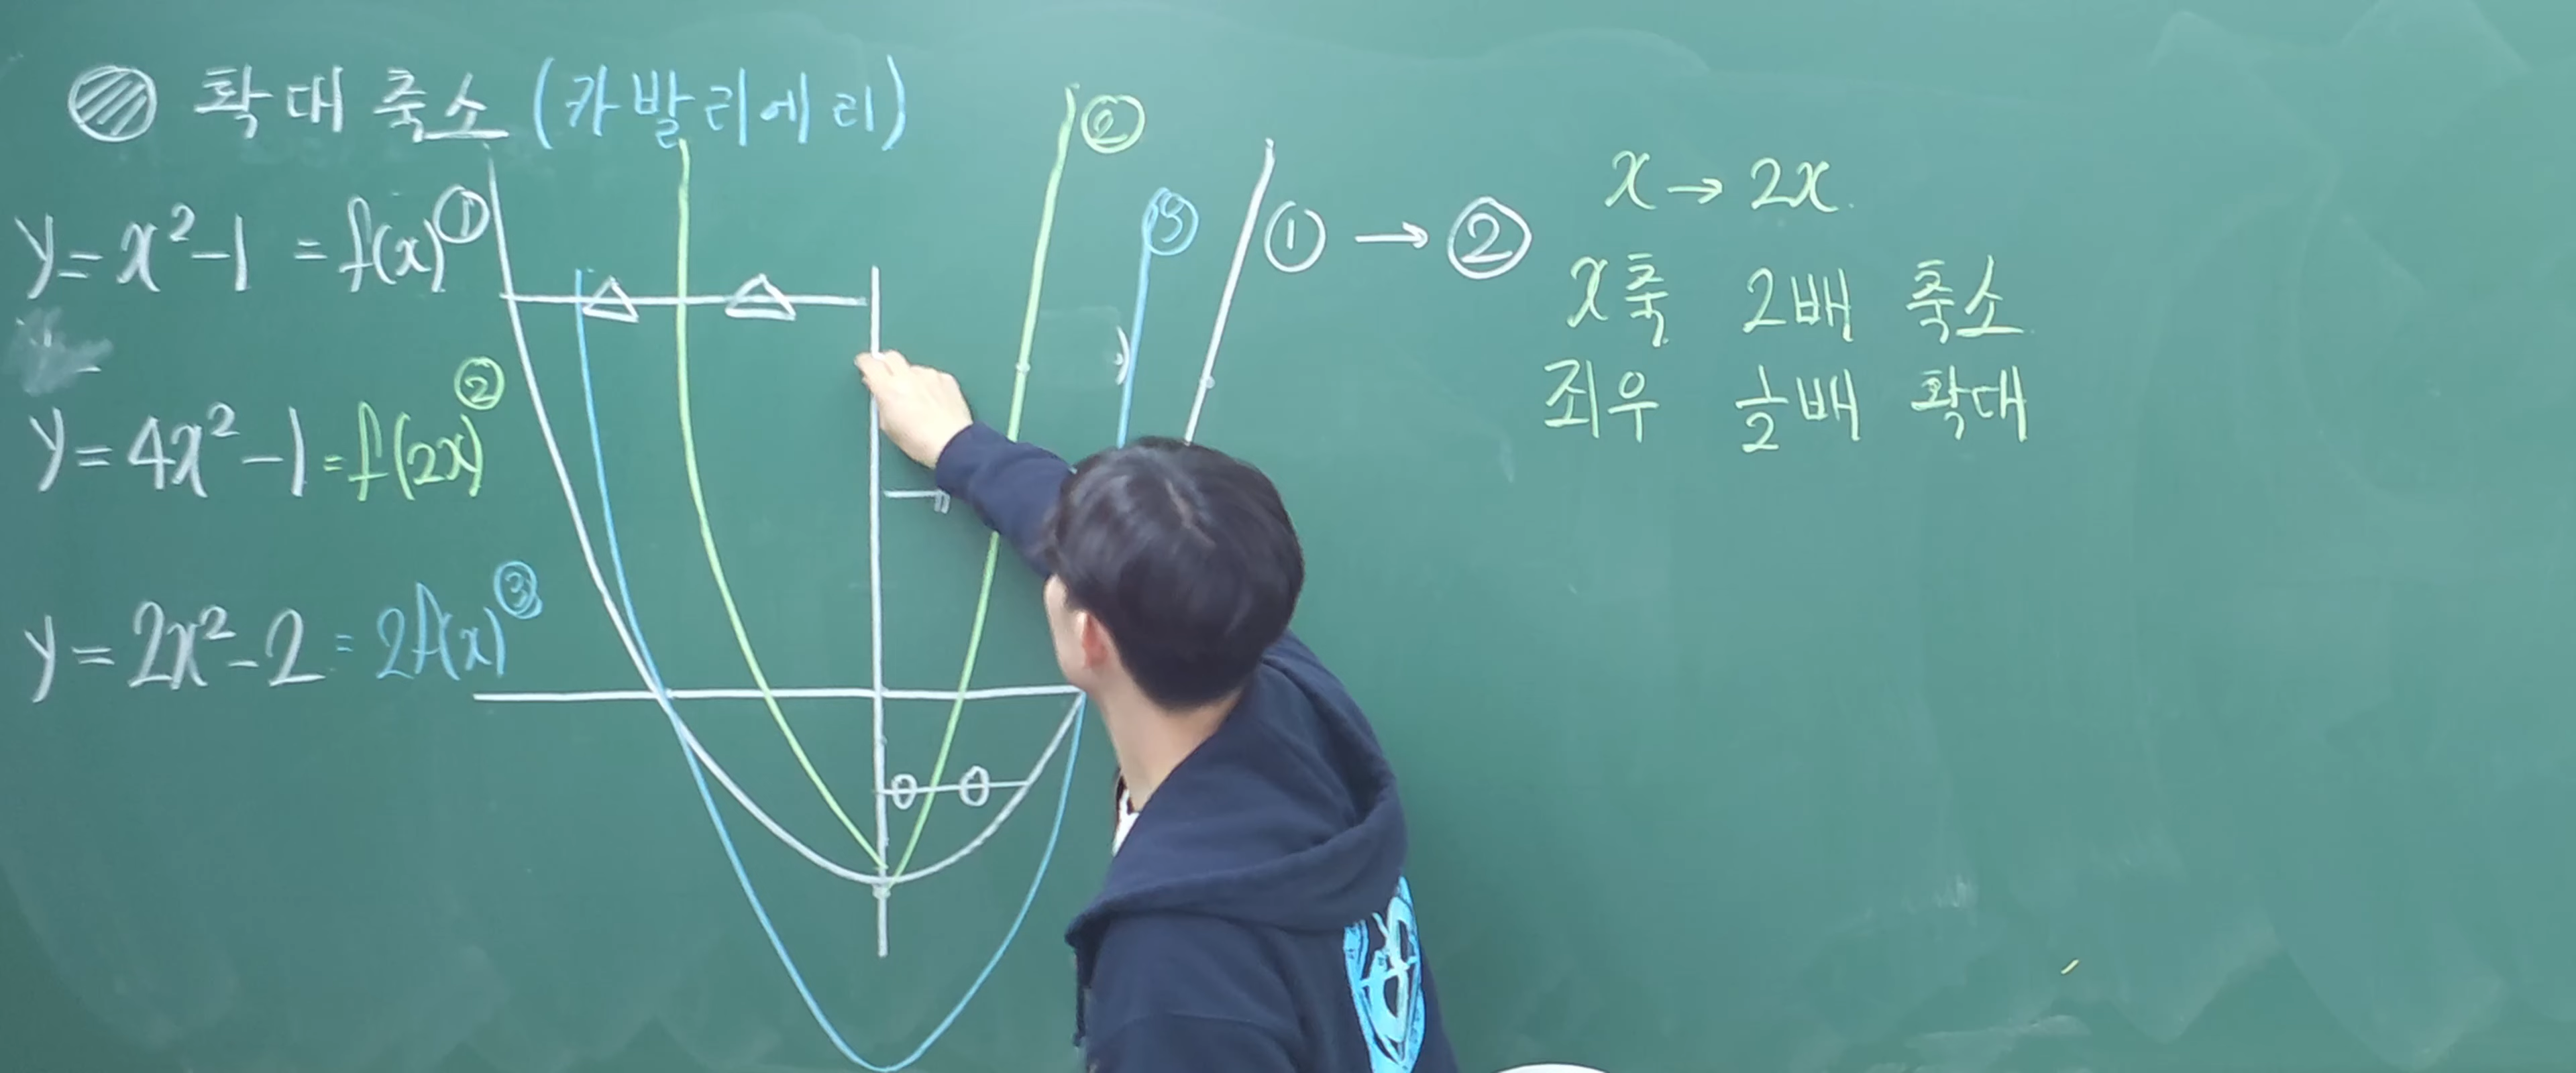 확대축소 (카발리에리)
y = x² - 1 = f(x) ①
y = 4x² - 1 = f(2x) ②
y = 2x² - 2 = 2f(x) ③
②
③
① → ②
x → 2x
x축 2배 축소
좌우 1/2배 확대